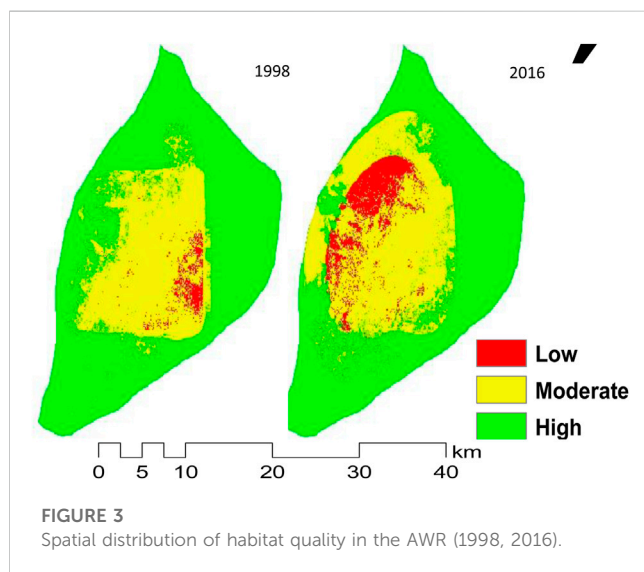 1998
2016
Low
Moderate
High
km
0 5 10 20 30 40
FIGURE 3
Spatial distribution of habitat quality in the AWR (1998, 2016).